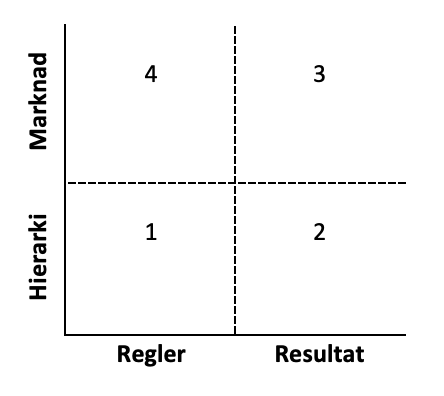 Marknad
4
3
Hierarki
1
2
Regler
Resultat